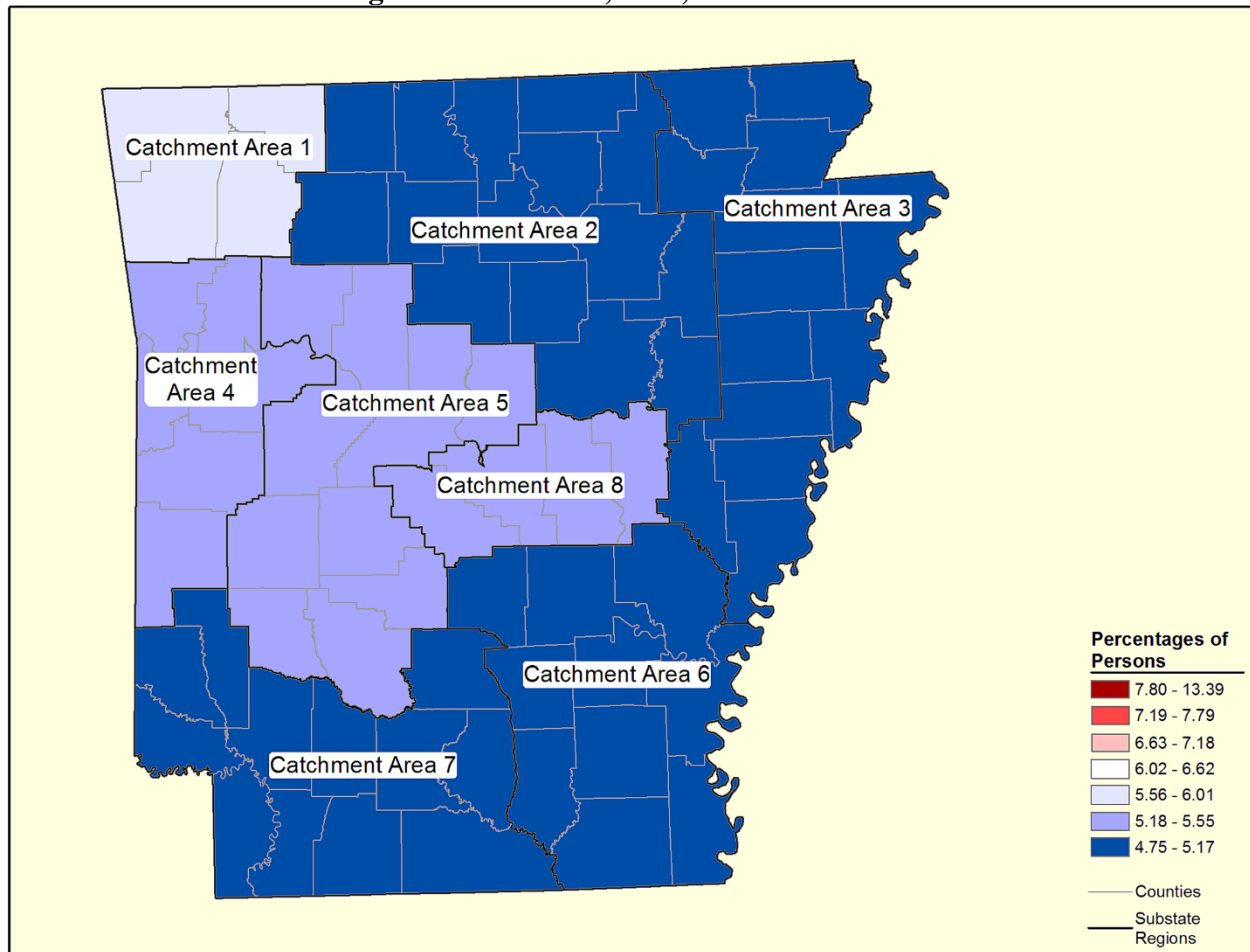 Catchment Area 1
Catchment Area 3
Catchment Area 2
Catchment
Area 4
Catchment Area 5
Catchment Area 8
Catchment Area 6
Catchment Area 7
Percentages of
Persons
7.80 - 13.39
7.19 - 7.79
6.63 - 7.18
6.02 - 6.62
5.56 - 6.01
5.18 - 5.55
4.75 - 5.17
Counties
Substate
Regions